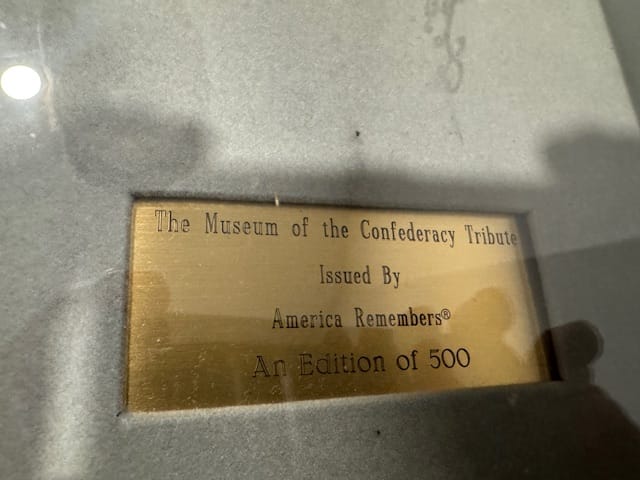 The Museum of the Confederacy Tribute
Issued By
America Remembers®
An Edition of 500